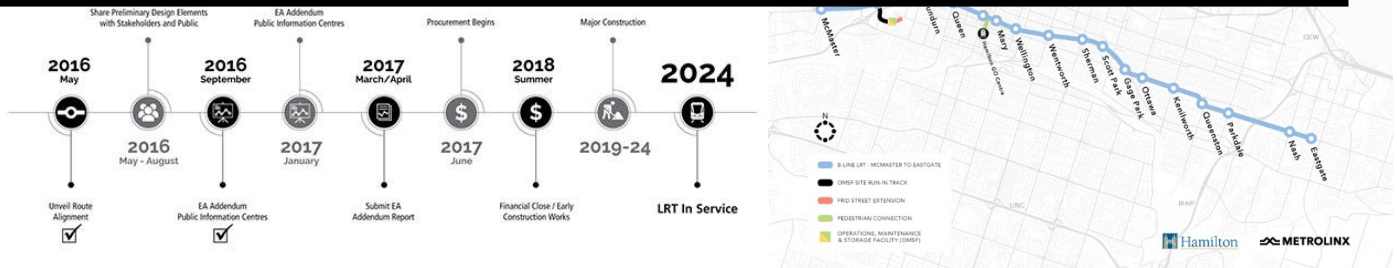 Share Preliminary Design Elements
with Stakeholders and Public
EA Addendum
Public Information Centres
Procurement Begins
Major Construction
2016
May
2016
September
2017
March/April
2018
Summer
2024
$
$
2016
May - August
2017
January
2017
June
2019-24
Unveil Route
Alignment
EA Addendum
Public Information Centres
Submit EA
Addendum Report
Financial Close / Early
Construction Works
LRT In Service
McMaster
Queen
Hamilton GO Centre
Mary
Wellington
Wentworth
Sherman
Scott Park
Gage Park
Ottawa
Kenilworth
Queenston
Parkdale
Nash
Eastgate
QEW
N
B-LINE LRT - MCMASTER TO EASTGATE
OMSF SITE RUN-IN TRACK
FRID STREET EXTENSION
PEDESTRIAN CONNECTION
OPERATIONS, MAINTENANCE
& STORAGE FACILITY (OMSF)
RHVP
Hamilton
METROLINX